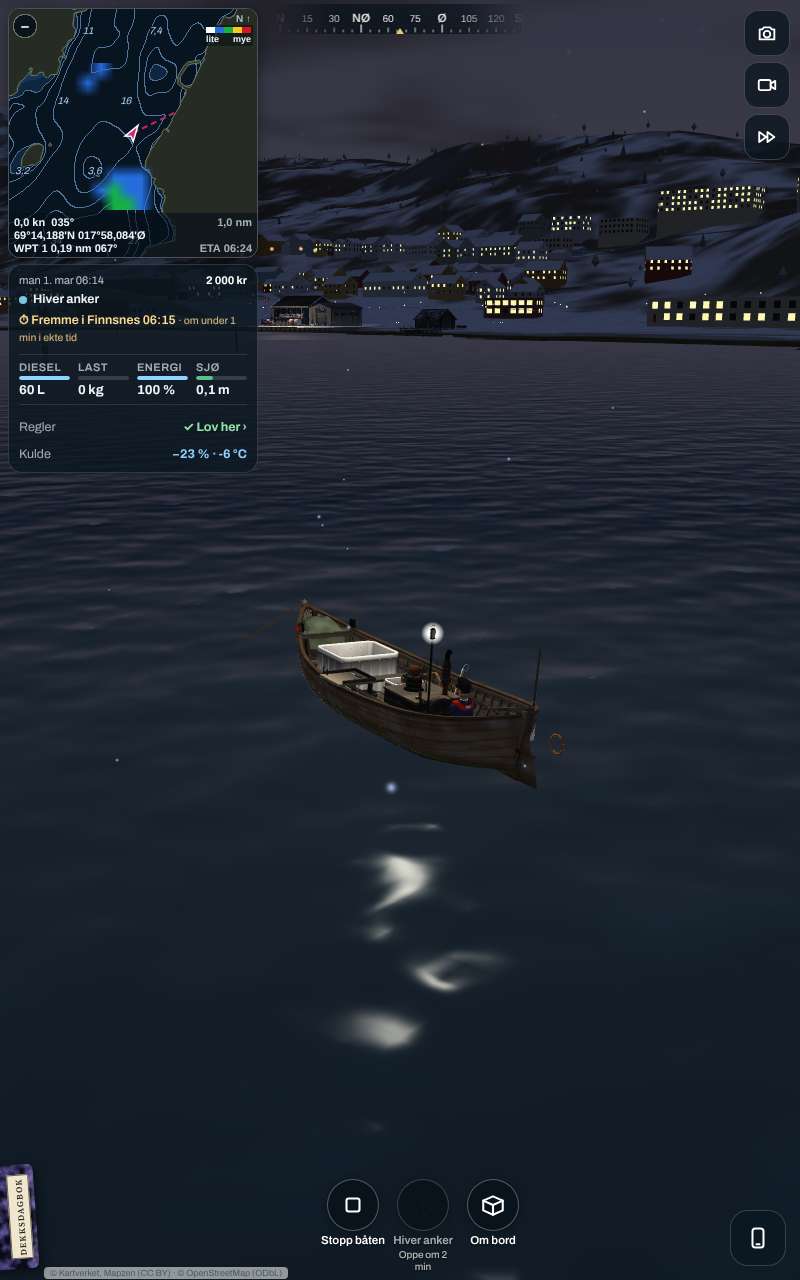 N 15 30 NØ 60 75 Ø 105 120 S
N ↑
lite mye
11
7,4
14
16
3,2
3,6
0,0 kn 035° 1,0 nm
69°14,188'N 017°58,084'Ø
WPT 1 0,19 nm 067° ETA 06:24
man 1. mar 06:14 2 000 kr
Hiver anker
Fremme i Finnsnes 06:15 · om under 1
min i ekte tid
DIESEL LAST ENERGI SJØ
60 L 0 kg 100 % 0,1 m
Regler ✓ Lov her ›
Kulde −23 % · -6 °C
DEKKSDAGBOK
Stopp båten Hiver anker Om bord
Oppe om 2
min
© Kartverket, Mapzen (CC BY) · © OpenStreetMap (ODbL)